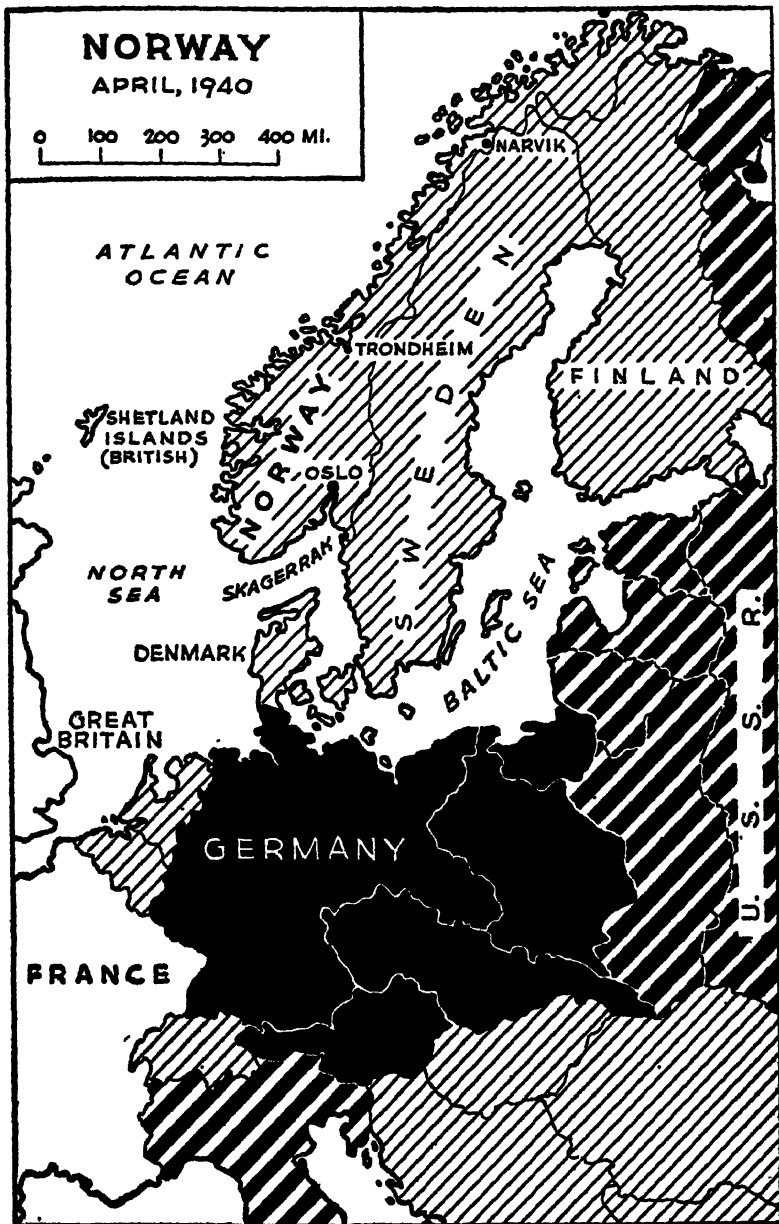 NORWAY
APRIL, 1940
0 100 200 300 400 MI.
NARVIK
ATLANTIC
OCEAN
SWEDEN
TRONDHEIM
FINLAND
SHETLAND
ISLANDS
(BRITISH)
NORWAY
OSLO
SKAGERRAK
NORTH
SEA
BALTIC SEA
DENMARK
U.S.S.R.
GREAT
BRITAIN
GERMANY
FRANCE